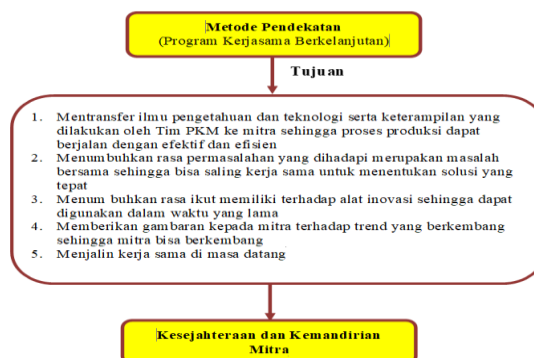 Metode Pendekatan
(Program Kerjasama Berkelanjutan)
Tujuan
1. Mentransfer ilmu pengetahuan dan teknologi serta keterampilan yang
dilakukan oleh Tim PKM ke mitra sehingga proses produksi dapat
berjalan dengan efektif dan efisien
2. Menumbuhkan rasa permasalahan yang dihadapi merupakan masalah
bersama sehingga bisa saling kerja sama untuk menentukan solusi yang
tepat
3. Menum buhkan rasa ikut memiliki terhadap alat inovasi sehingga dapat
digunakan dalam waktu yang lama
4. Memberikan gambaran kepada mitra terhadap trend yang berkembang
sehingga mitra bisa berkembang
5. Menjalin kerja sama di masa datang
Kesejahteraan dan Kemandirian
Mitra